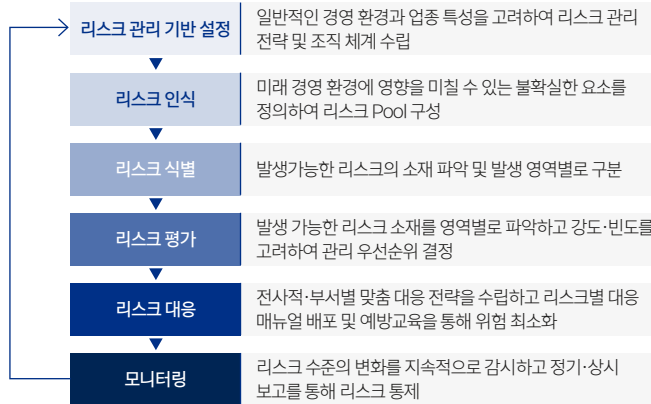 리스크 관리 기반 설정
일반적인 경영 환경과 업종 특성을 고려하여 리스크 관리
전략 및 조직 체계 수립
리스크 인식
미래 경영 환경에 영향을 미칠 수 있는 불확실한 요소를
정의하여 리스크 Pool 구성
리스크 식별
발생가능한 리스크의 소재 파악 및 발생 영역별로 구분
리스크 평가
발생 가능한 리스크 소재를 영역별로 파악하고 강도·빈도를
고려하여 관리 우선순위 결정
리스크 대응
전사적·부서별 맞춤 대응 전략을 수립하고 리스크별 대응
매뉴얼 배포 및 예방교육을 통해 위험 최소화
모니터링
리스크 수준의 변화를 지속적으로 감시하고 정기·상시
보고를 통해 리스크 통제